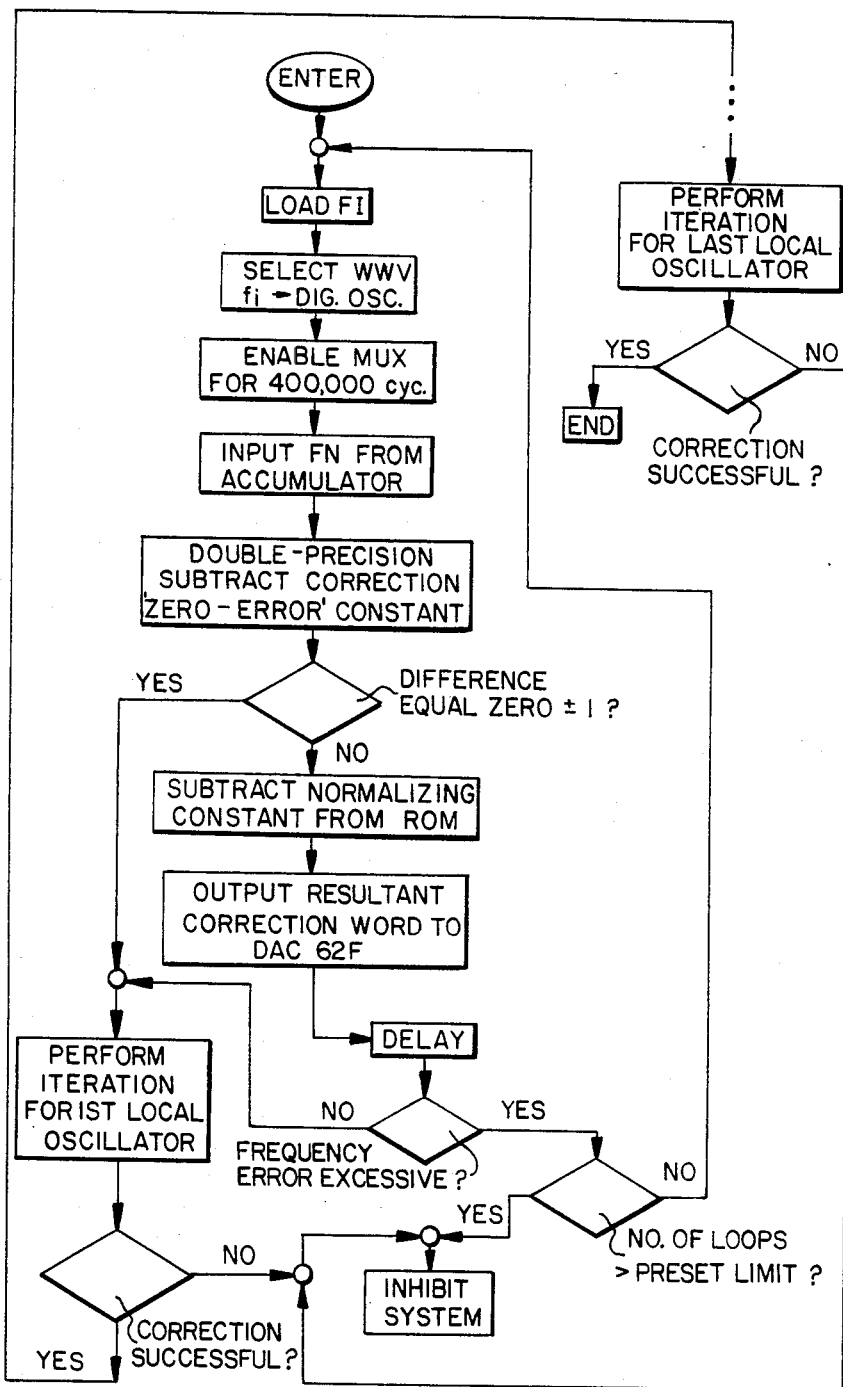 ENTER
LOAD FI
SELECT WWV
fi → DIG. OSC.
ENABLE MUX
FOR 400,000 cyc.
INPUT FN FROM
ACCUMULATOR
DOUBLE-PRECISION
SUBTRACT CORRECTION
'ZERO-ERROR' CONSTANT
YES
DIFFERENCE
EQUAL ZERO ± 1 ?
NO
SUBTRACT NORMALIZING
CONSTANT FROM ROM
OUTPUT RESULTANT
CORRECTION WORD TO
DAC 62F
DELAY
NO
YES
FREQUENCY
ERROR EXCESSIVE ?
YES
NO
NO. OF LOOPS
> PRESET LIMIT ?
INHIBIT
SYSTEM
PERFORM
ITERATION
FOR 1ST LOCAL
OSCILLATOR
NO
CORRECTION
SUCCESSFUL ?
YES
PERFORM
ITERATION
FOR LAST LOCAL
OSCILLATOR
YES
NO
END
CORRECTION
SUCCESSFUL ?